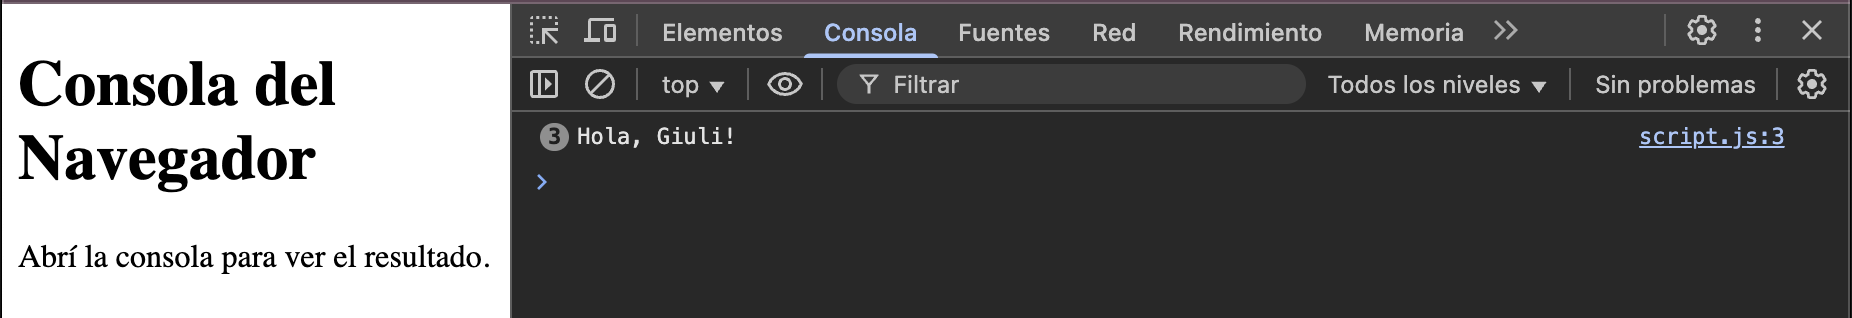 Consola del
Navegador
Abrí la consola para ver el resultado.
Elementos Consola Fuentes Red Rendimiento Memoria
top Filtrar Todos los niveles Sin problemas
3 Hola, Giuli! script.js:3